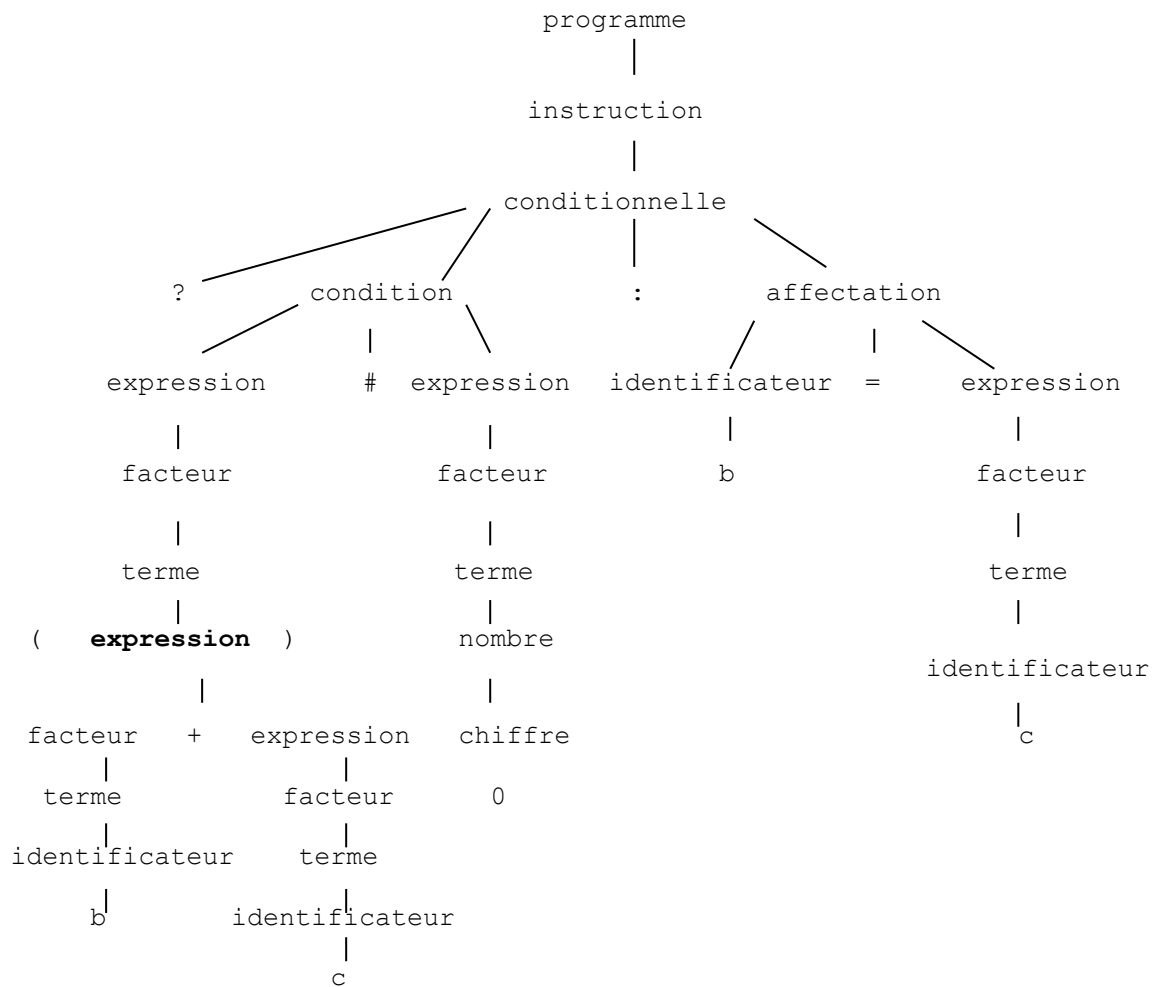 programme
instruction
conditionnelle
? condition : affectation
expression # expression identificateur = expression
facteur facteur b facteur
terme terme terme
( expression ) nombre
identificateur
facteur + expression chiffre c
terme facteur 0
identificateur terme
b identificateur
c